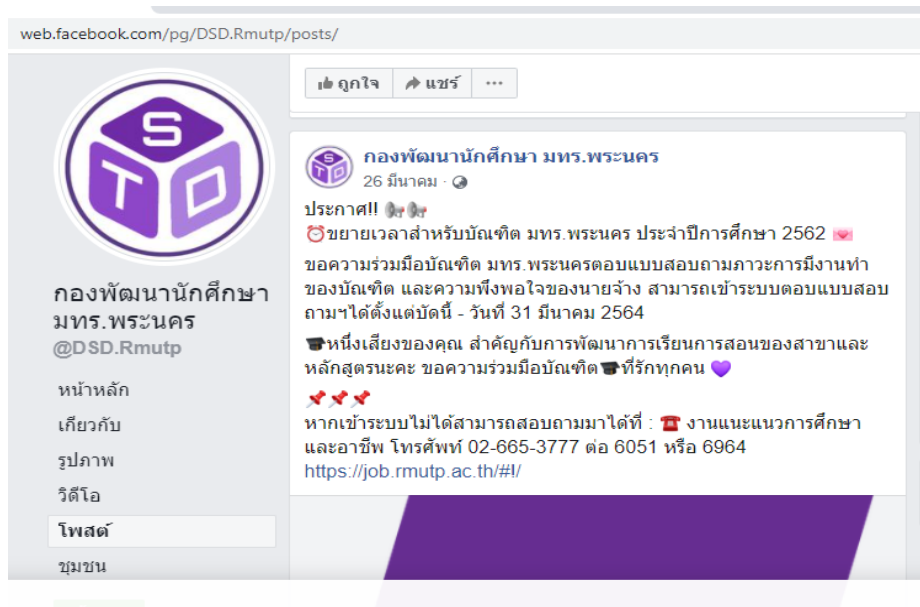 web.facebook.com/pg/DSD.Rmutp/posts/
S
T
D
กองพัฒนานักศึกษา
มทร.พระนคร
@DSD.Rmutp
หน้าหลัก
เกี่ยวกับ
รูปภาพ
วิดีโอ
โพสต์
ชุมชน
ถูกใจ
แชร์
...
S
T D
กองพัฒนานักศึกษา มทร.พระนคร
26 มีนาคม ·
ประกาศ!!
ขยายเวลาสำหรับบัณฑิต มทร.พระนคร ประจำปีการศึกษา 2562
ขอความร่วมมือบัณฑิต มทร.พระนครตอบแบบสอบถามภาวะการมีงานทำ
ของบัณฑิต และความพึงพอใจของนายจ้าง สามารถเข้าระบบตอบแบบสอบ
ถามฯได้ตั้งแต่บัดนี้ - วันที่ 31 มีนาคม 2564
🎓หนึ่งเสียงของคุณ สำคัญกับการพัฒนาการเรียนการสอนของสาขาและ
หลักสูตรนะคะ ขอความร่วมมือบัณฑิต🎓ที่รักทุกคน 💜
📌📌📌
หากเข้าระบบไม่ได้สามารถสอบถามมาได้ที่ : ☎️ งานแนะแนวการศึกษา
และอาชีพ โทรศัพท์ 02-665-3777 ต่อ 6051 หรือ 6964
https://job.rmutp.ac.th/#!/